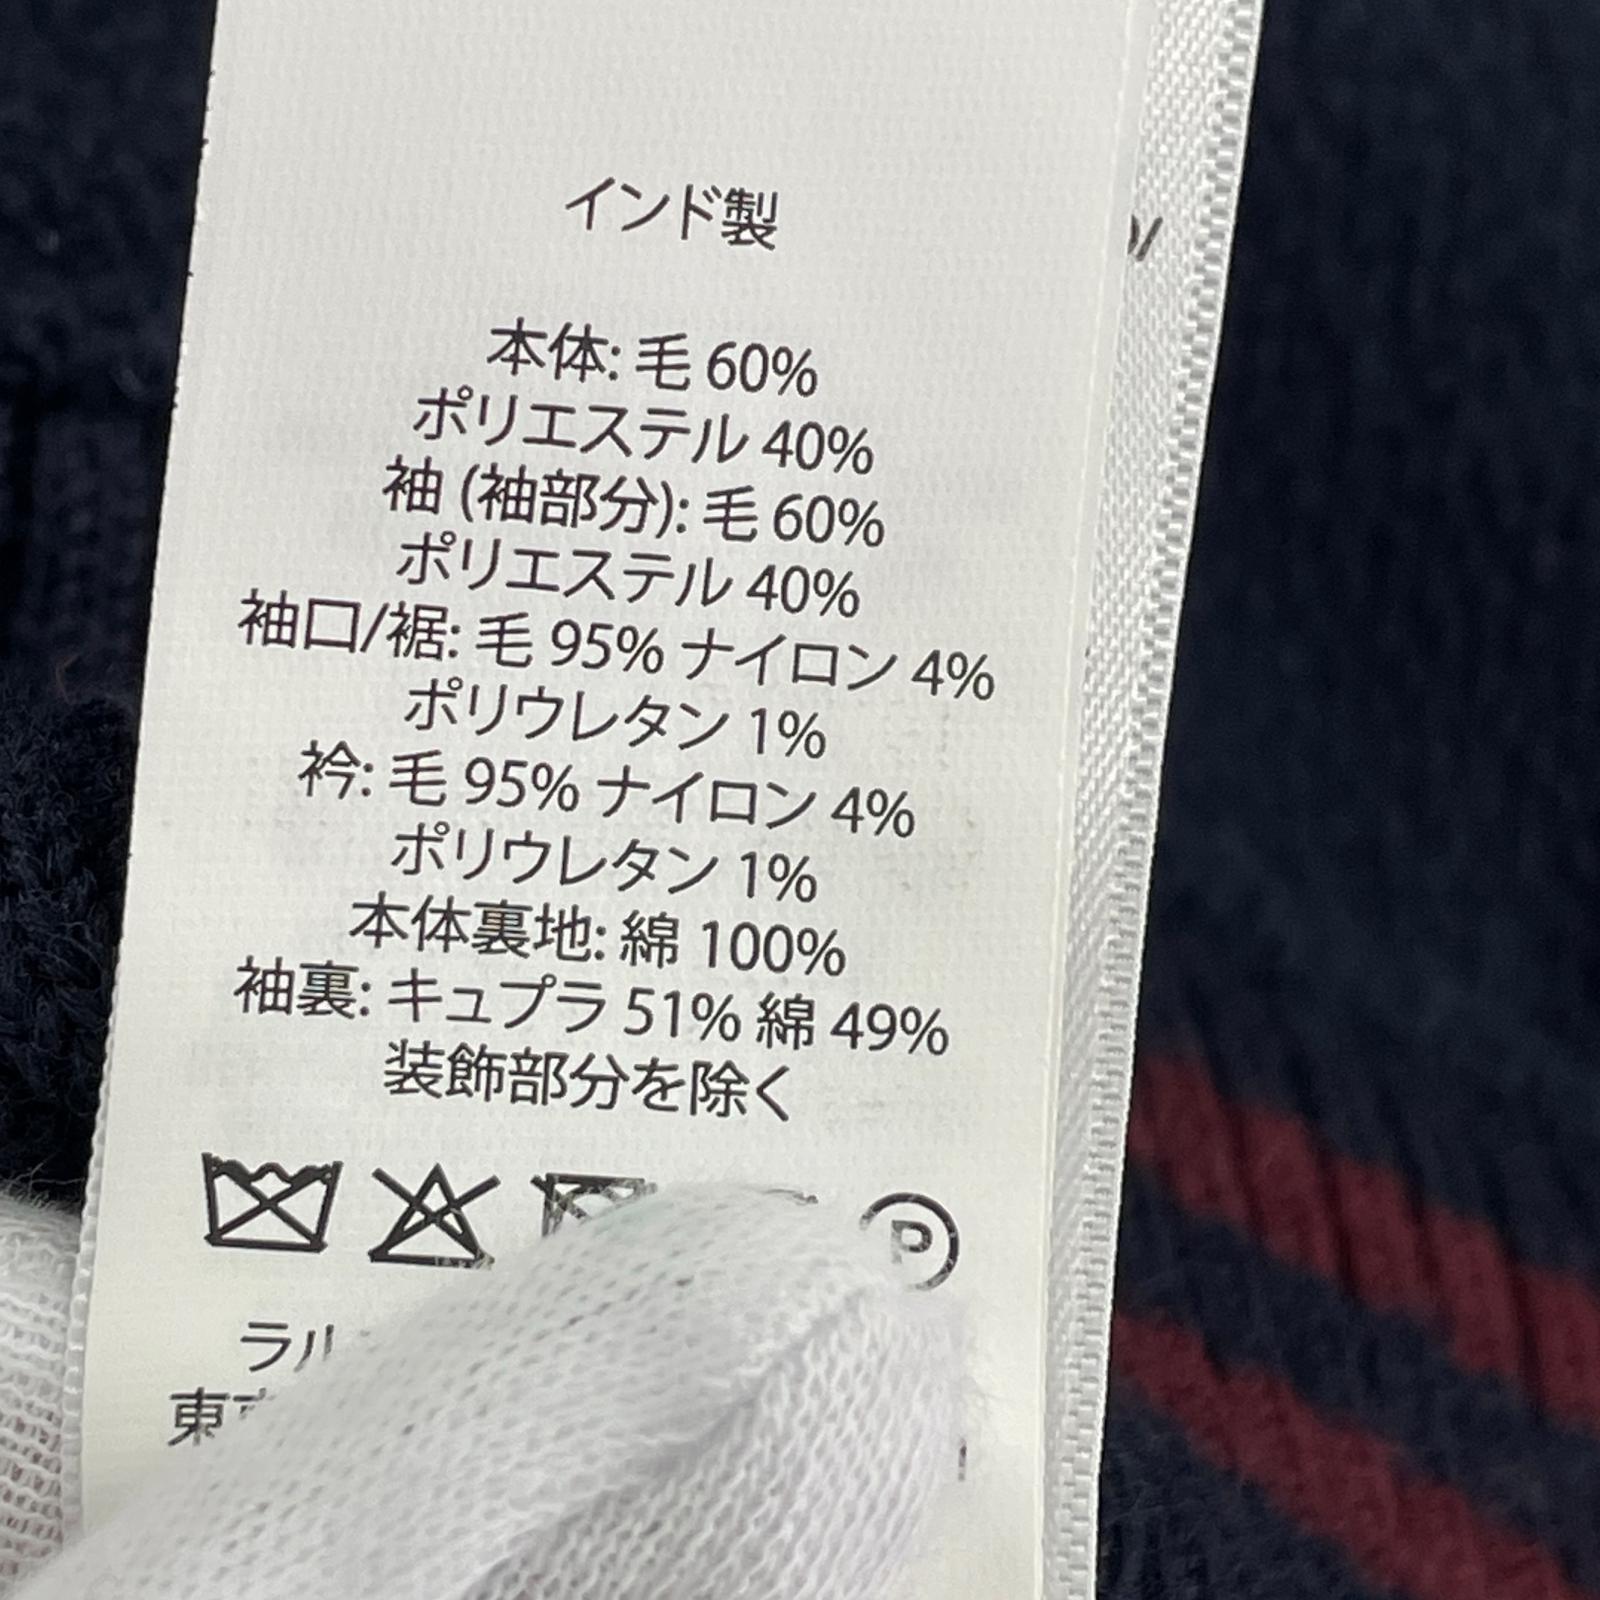 インド製
本体: 毛 60%
ポリエステル 40%
袖 (袖部分): 毛 60%
ポリエステル 40%
袖口/裾: 毛 95% ナイロン 4%
ポリウレタン 1%
衿: 毛 95% ナイロン 4%
ポリウレタン 1%
本体裏地: 綿 100%
袖裏: キュプラ 51% 綿 49%
装飾部分を除く
P